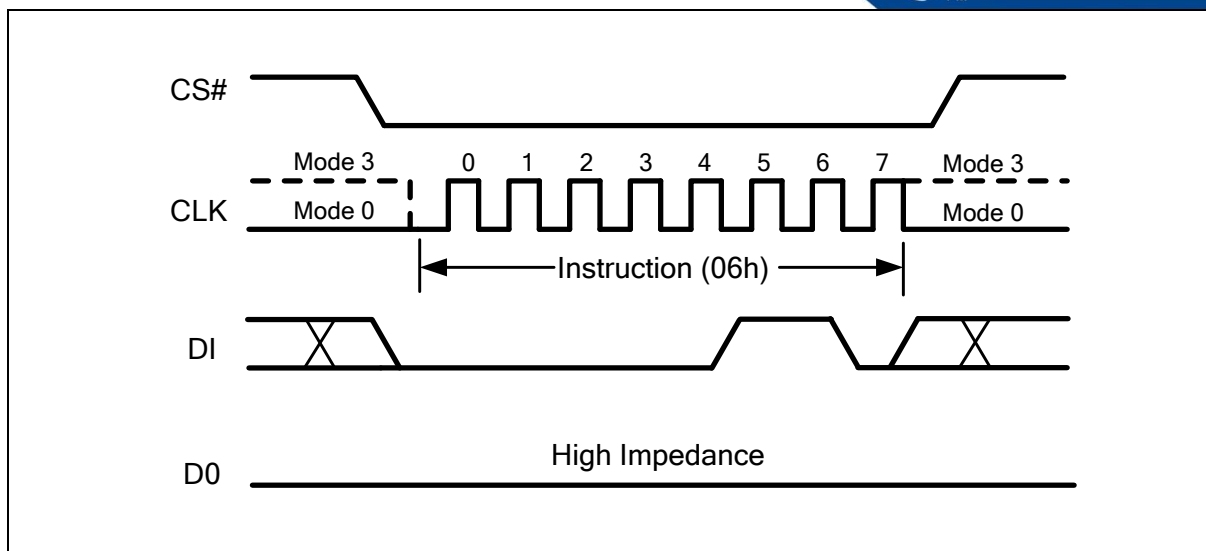 CS#
Mode 3 0 1 2 3 4 5 6 7 Mode 3
CLK Mode 0 Mode 0
Instruction (06h)
DI
High Impedance
D0